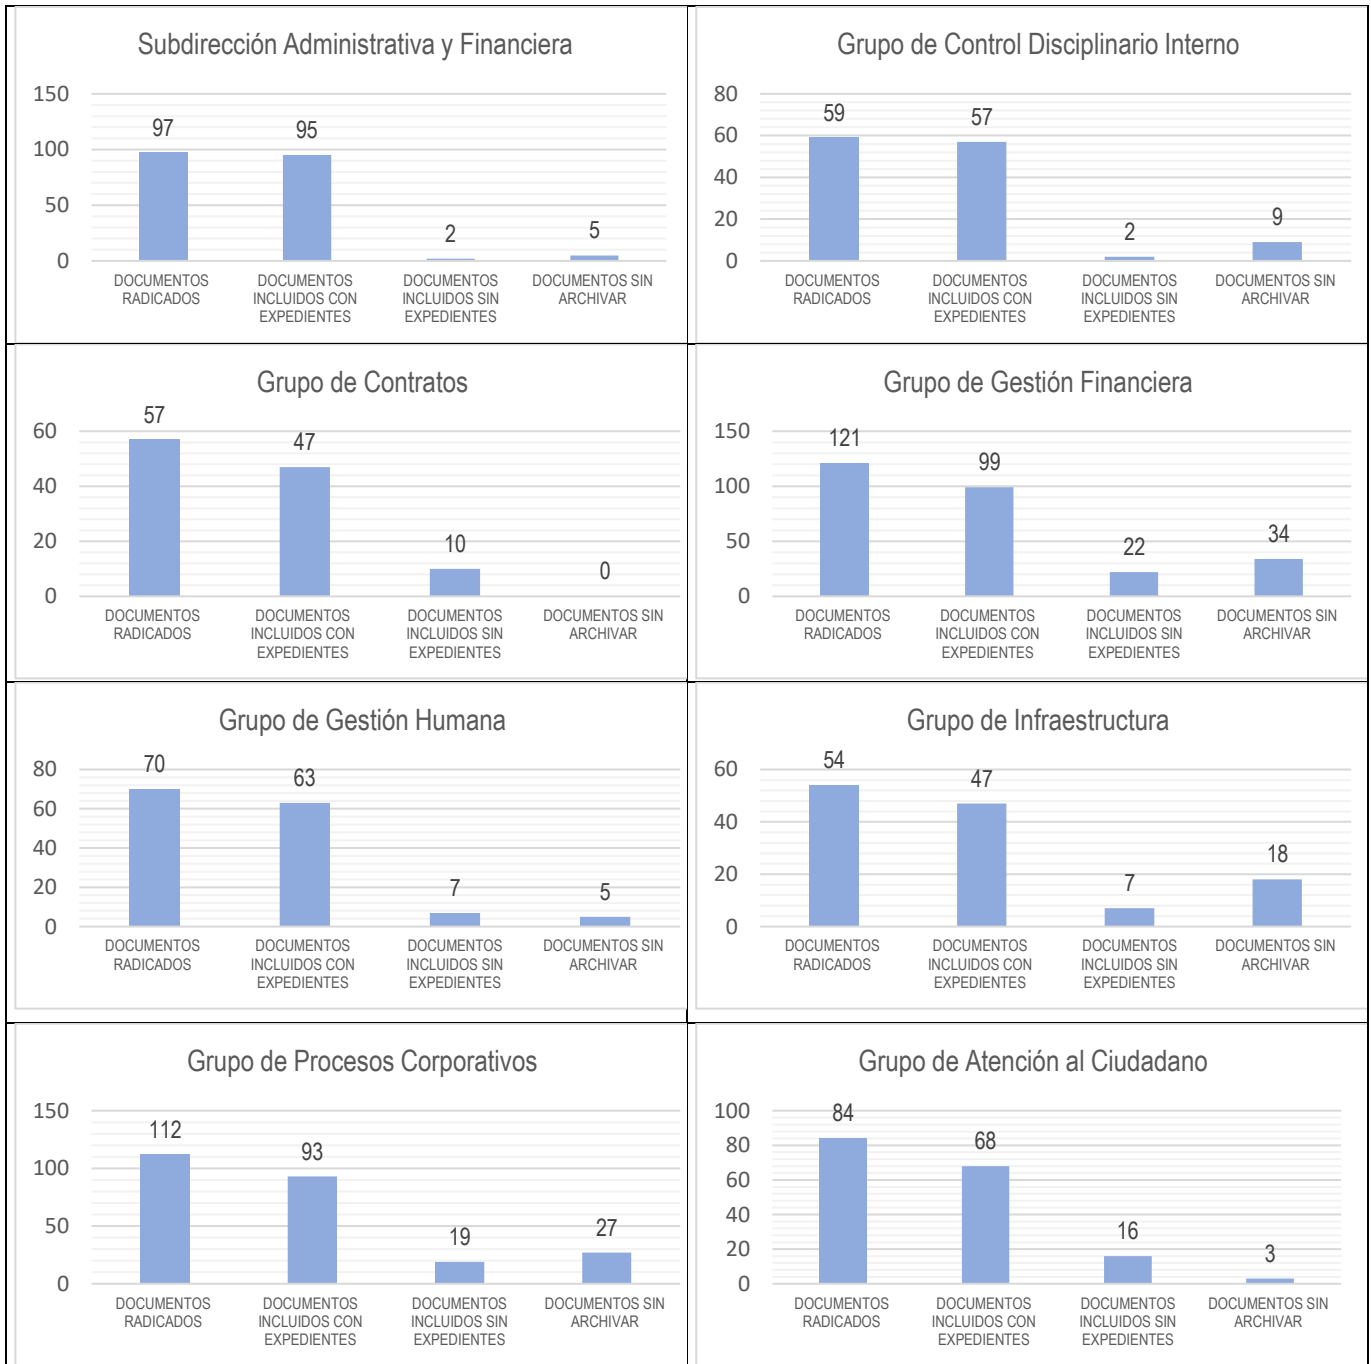 Subdirección Administrativa y Financiera
150
100
50
0
97
95
2
5
DOCUMENTOS
RADICADOS
DOCUMENTOS
INCLUIDOS CON
EXPEDIENTES
DOCUMENTOS
INCLUIDOS SIN
EXPEDIENTES
DOCUMENTOS SIN
ARCHIVAR
Grupo de Control Disciplinario Interno
80
60
40
20
0
59
57
2
9
DOCUMENTOS
RADICADOS
DOCUMENTOS
INCLUIDOS CON
EXPEDIENTES
DOCUMENTOS
INCLUIDOS SIN
EXPEDIENTES
DOCUMENTOS SIN
ARCHIVAR
Grupo de Contratos
60
40
20
0
57
47
10
0
DOCUMENTOS
RADICADOS
DOCUMENTOS
INCLUIDOS CON
EXPEDIENTES
DOCUMENTOS
INCLUIDOS SIN
EXPEDIENTES
DOCUMENTOS SIN
ARCHIVAR
Grupo de Gestión Financiera
150
100
50
0
121
99
22
34
DOCUMENTOS
RADICADOS
DOCUMENTOS
INCLUIDOS CON
EXPEDIENTES
DOCUMENTOS
INCLUIDOS SIN
EXPEDIENTES
DOCUMENTOS SIN
ARCHIVAR
Grupo de Gestión Humana
80
60
40
20
0
70
63
7
5
DOCUMENTOS
RADICADOS
DOCUMENTOS
INCLUIDOS CON
EXPEDIENTES
DOCUMENTOS
INCLUIDOS SIN
EXPEDIENTES
DOCUMENTOS SIN
ARCHIVAR
Grupo de Infraestructura
60
40
20
0
54
47
7
18
DOCUMENTOS
RADICADOS
DOCUMENTOS
INCLUIDOS CON
EXPEDIENTES
DOCUMENTOS
INCLUIDOS SIN
EXPEDIENTES
DOCUMENTOS SIN
ARCHIVAR
Grupo de Procesos Corporativos
150
100
50
0
112
93
19
27
DOCUMENTOS
RADICADOS
DOCUMENTOS
INCLUIDOS CON
EXPEDIENTES
DOCUMENTOS
INCLUIDOS SIN
EXPEDIENTES
DOCUMENTOS SIN
ARCHIVAR
Grupo de Atención al Ciudadano
100
80
60
40
20
0
84
68
16
3
DOCUMENTOS
RADICADOS
DOCUMENTOS
INCLUIDOS CON
EXPEDIENTES
DOCUMENTOS
INCLUIDOS SIN
EXPEDIENTES
DOCUMENTOS SIN
ARCHIVAR